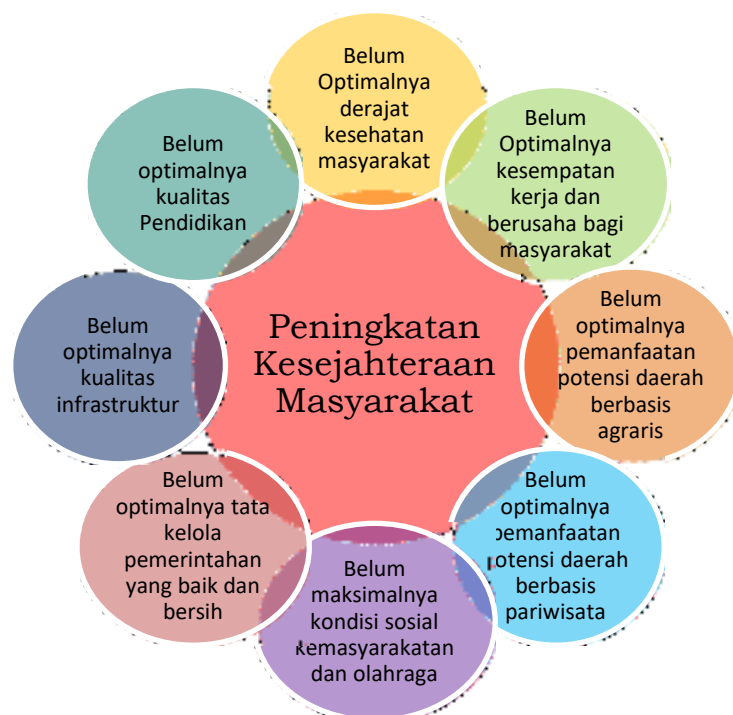 Belum
Optimalnya
derajat
kesehatan
masyarakat
Belum
Optimalnya
kesempatan
kerja dan
berusaha bagi
masyarakat
Belum
optimalnya
pemanfaatan
potensi daerah
berbasis
agraris
Belum
optimalnya
pemanfaatan
potensi daerah
berbasis
pariwisata
Belum
maksimalnya
kondisi sosial
kemasyarakatan
dan olahraga
Belum
optimalnya tata
kelola
pemerintahan
yang baik dan
bersih
Belum
optimalnya
kualitas
infrastruktur
Belum
optimalnya
kualitas
Pendidikan
Peningkatan
Kesejahteraan
Masyarakat